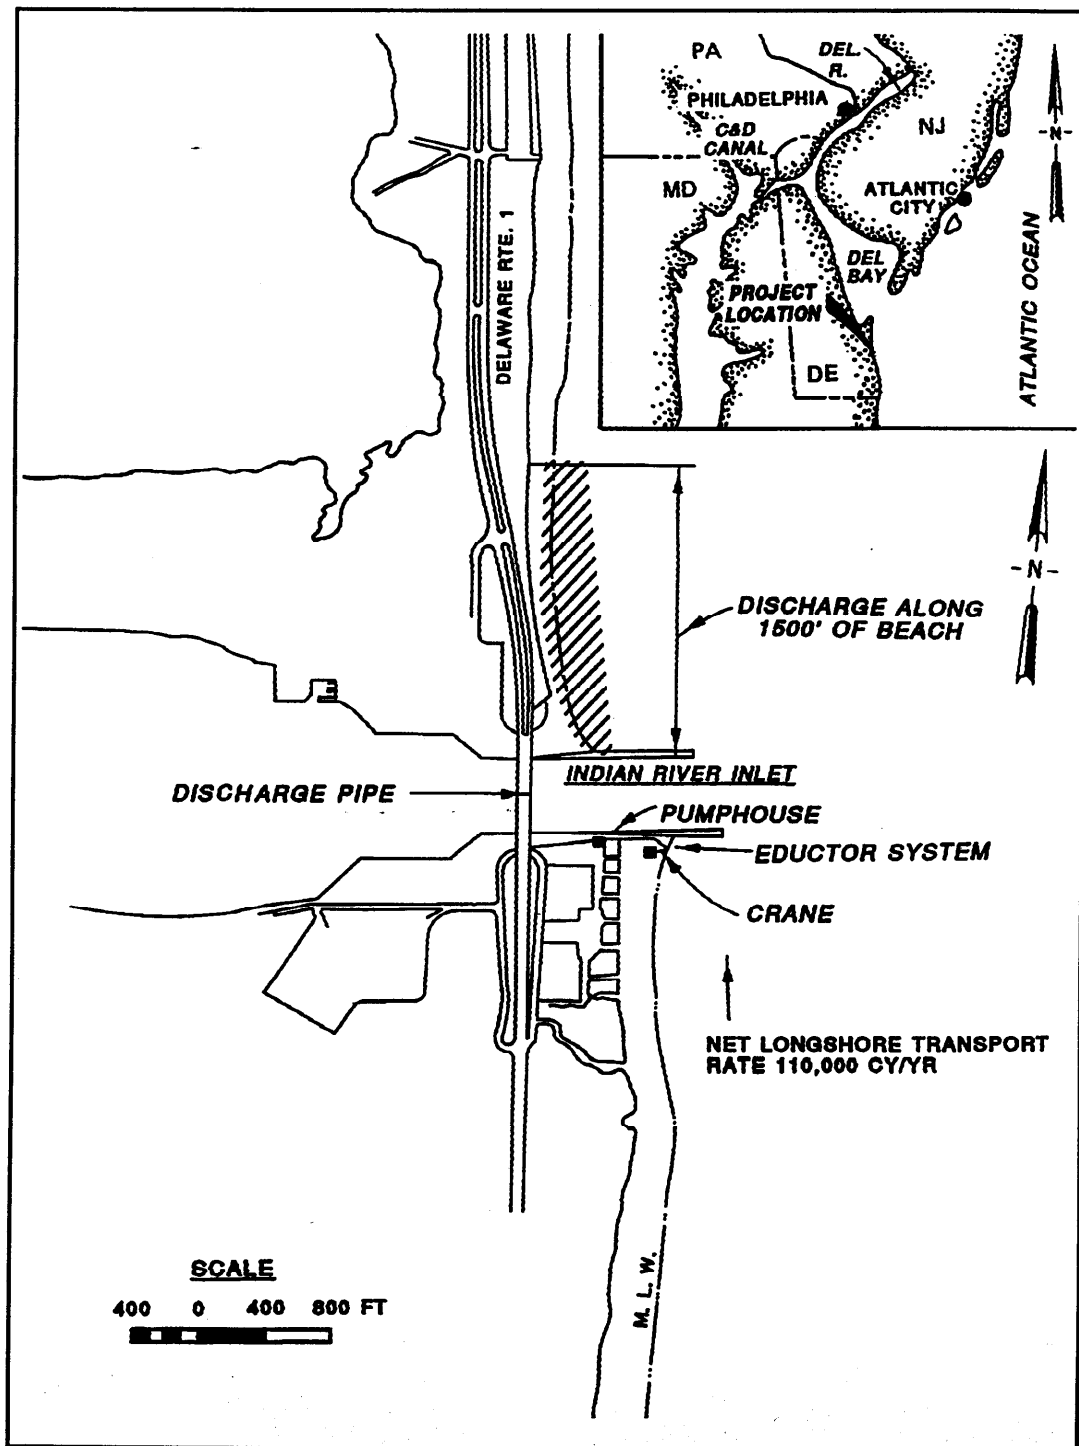 PA
DEL.
R.
PHILADELPHIA
NJ
C&D
CANAL
-N-
MD
ATLANTIC
CITY
DEL
BAY
PROJECT
LOCATION
DE
ATLANTIC OCEAN
DELAWARE RTE. 1
-N-
DISCHARGE ALONG
1500' OF BEACH
INDIAN RIVER INLET
DISCHARGE PIPE
PUMPHOUSE
EDUCTOR SYSTEM
CRANE
NET LONGSHORE TRANSPORT
RATE 110,000 CY/YR
M. L. W.
SCALE
400 0 400 800 FT